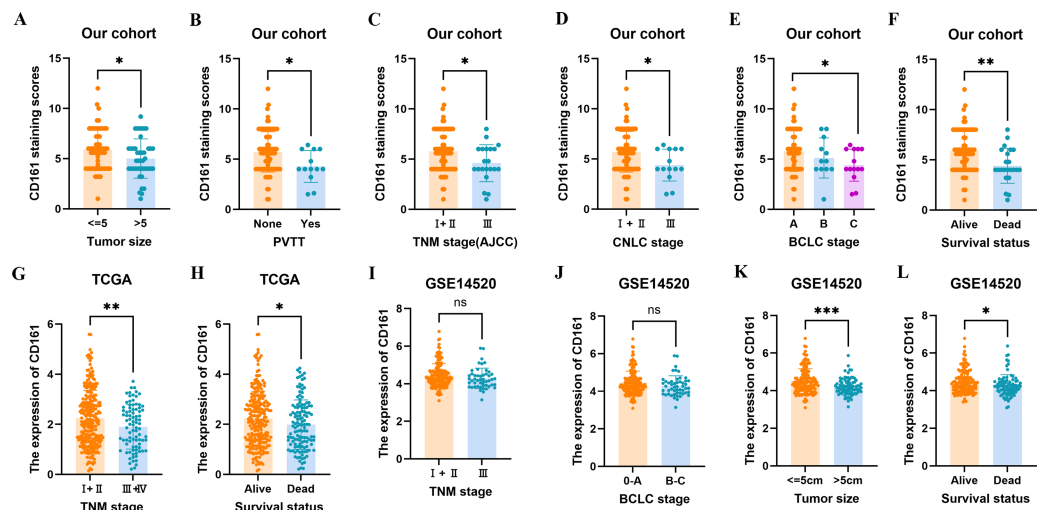 A
Our cohort
*
CD161 staining scores
15
10
5
0
<=5
>5
Tumor size
B
Our cohort
*
CD161 staining scores
15
10
5
0
None
Yes
PVTT
C
Our cohort
*
CD161 staining scores
15
10
5
0
Ⅰ+Ⅱ
Ⅲ
TNM stage(AJCC)
D
Our cohort
*
CD161 staining scores
15
10
5
0
Ⅰ + Ⅱ
Ⅲ
CNLC stage
E
Our cohort
*
CD161 staining scores
15
10
5
0
A
B
C
BCLC stage
F
Our cohort
**
CD161 staining scores
15
10
5
0
Alive
Dead
Survival status
G
TCGA
**
The expression of CD161
6
4
2
0
Ⅰ+Ⅱ
Ⅲ+Ⅳ
TNM stage
H
TCGA
*
The expression of CD161
6
4
2
0
Alive
Dead
Survival status
I
GSE14520
ns
The expression of CD161
8
6
4
2
0
Ⅰ + Ⅱ
Ⅲ
TNM stage
J
GSE14520
ns
The expression of CD161
8
6
4
2
0
0-A
B-C
BCLC stage
K
GSE14520
***
The expression of CD161
8
6
4
2
0
<=5cm
>5cm
Tumor size
L
GSE14520
*
The expression of CD161
8
6
4
2
0
Alive
Dead
Survival status